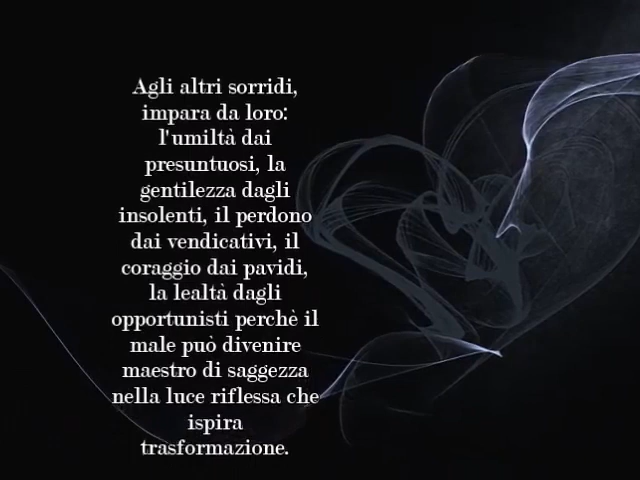 Agli altri sorridi,
impara da loro:
l'umiltà dai
presuntuosi, la
gentilezza dagli
insolenti, il perdono
dai vendicativi, il
coraggio dai pavidi,
la lealtà dagli
opportunisti perchè il
male può divenire
maestro di saggezza
nella luce riflessa che
ispira
trasformazione.